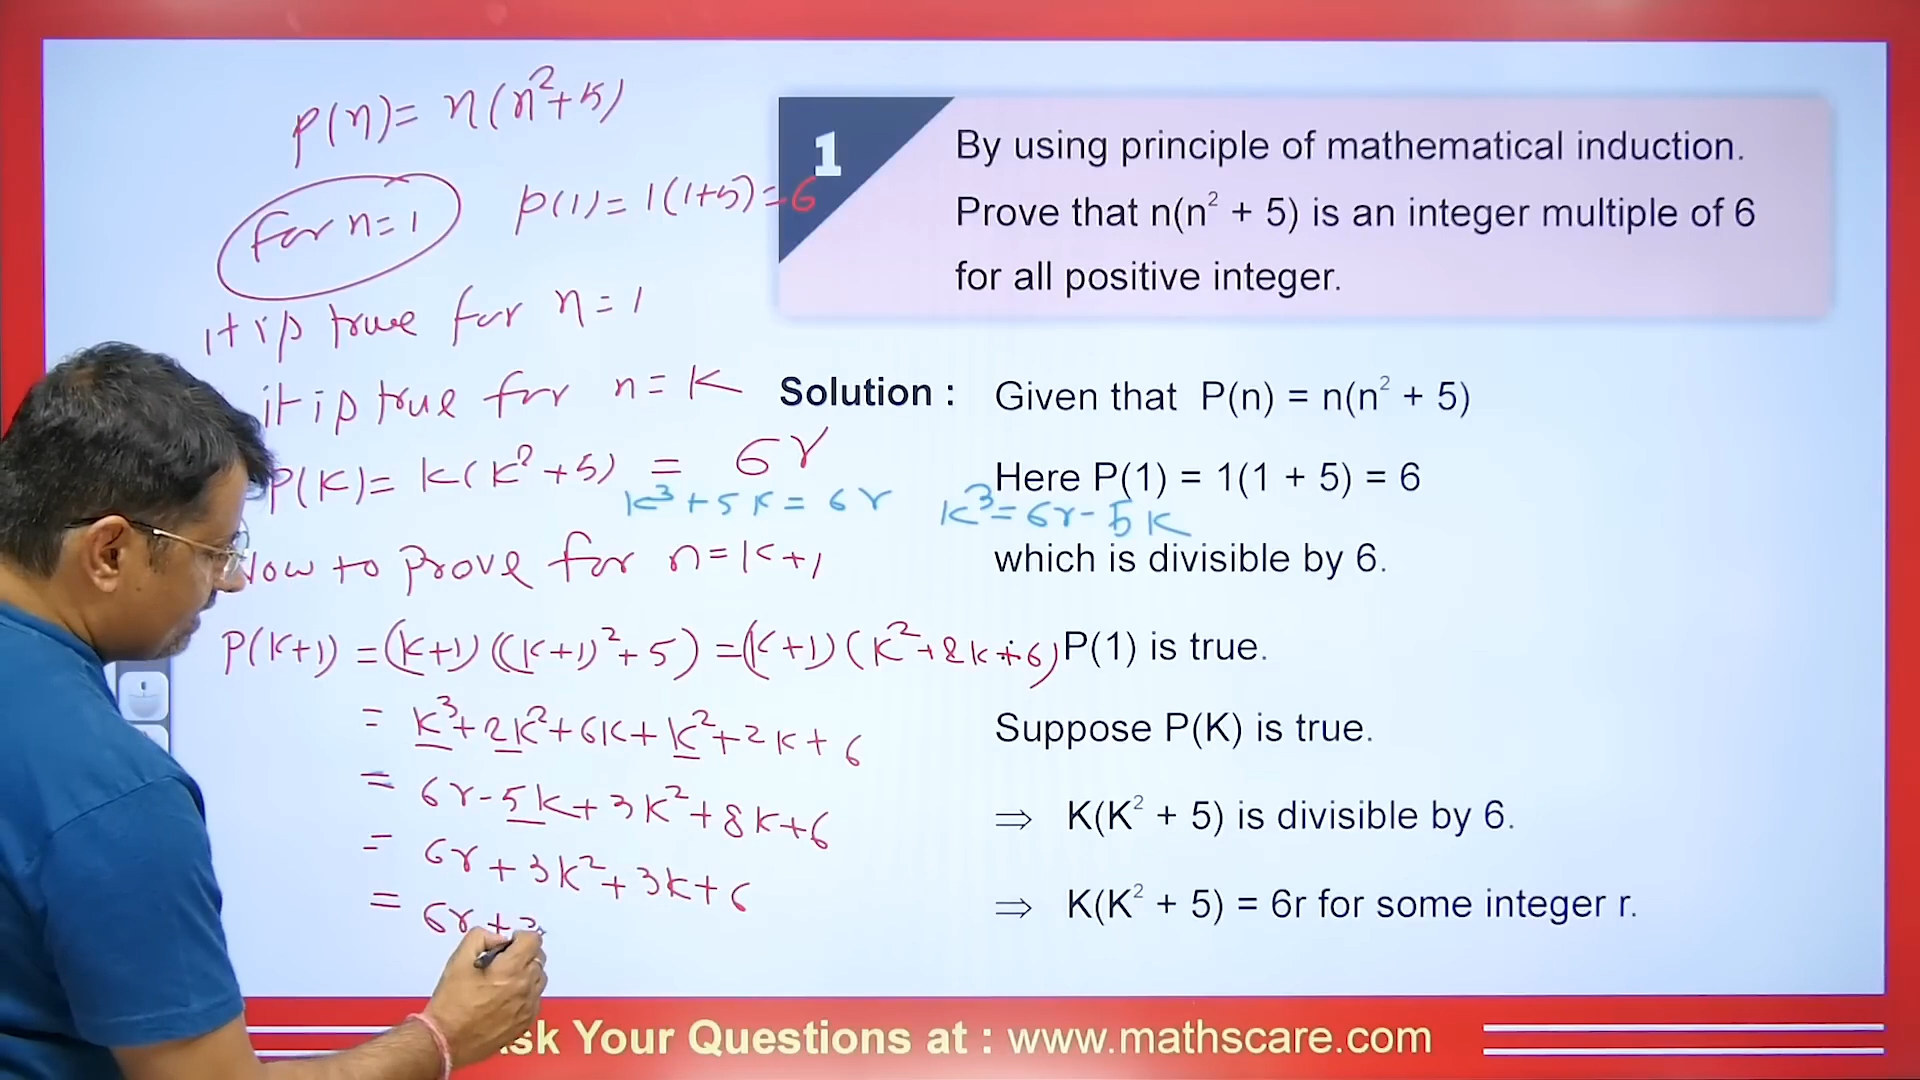 P(n) = n(n²+5)
For n=1 P(1) = 1(1+5) = 6
it is true for n = 1
it is true for n = K
P(K) = K(K²+5) = 6r
K³+5K = 6r K³=6r-5K
Now to prove for n=K+1
P(K+1) = (K+1)((K+1)²+5) = (K+1)(K²+2K+6)
= K³+2K²+6K+K²+2K+6
= 6r-5K+3K²+8K+6
= 6r+3K²+3K+6
= 6r+3
1
By using principle of mathematical induction.
Prove that n(n² + 5) is an integer multiple of 6
for all positive integer.
Solution : Given that P(n) = n(n² + 5)
Here P(1) = 1(1 + 5) = 6
which is divisible by 6.
P(1) is true.
Suppose P(K) is true.
⇒ K(K² + 5) is divisible by 6.
⇒ K(K² + 5) = 6r for some integer r.
sk Your Questions at : www.mathscare.com